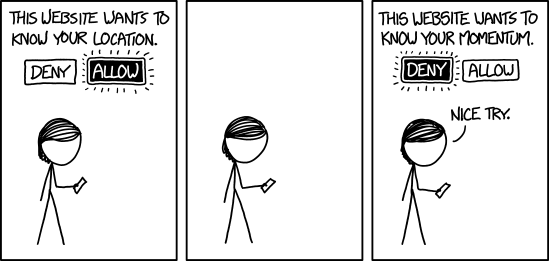 THIS WEBSITE WANTS TO
KNOW YOUR LOCATION.
DENY ALLOW
THIS WEBSITE WANTS TO
KNOW YOUR MOMENTUM.
DENY ALLOW
NICE TRY.